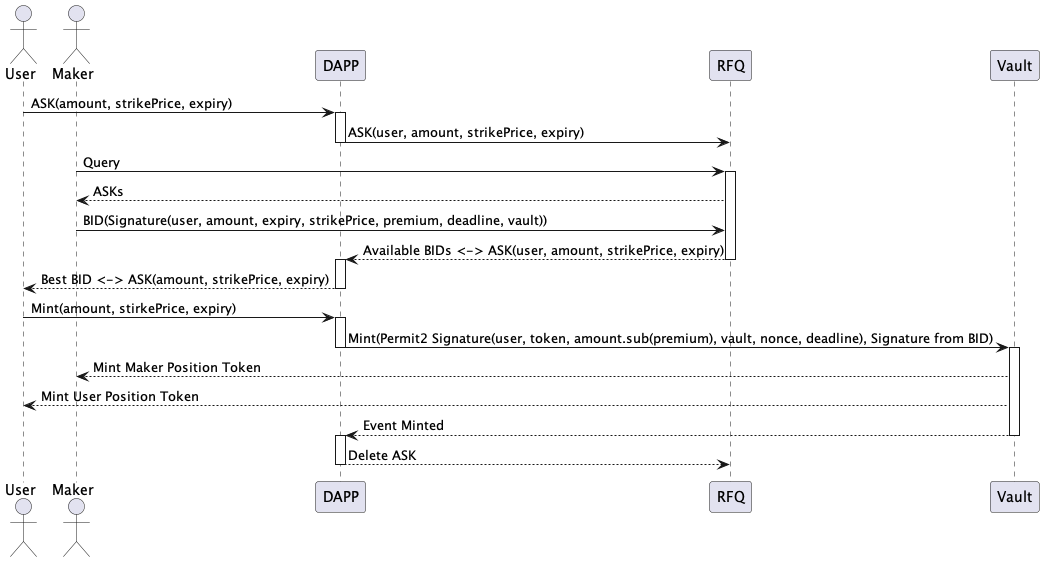 User
Maker
DAPP
RFQ
Vault
ASK(amount, strikePrice, expiry)
ASK(user, amount, strikePrice, expiry)
Query
ASKs
BID(Signature(user, amount, expiry, strikePrice, premium, deadline, vault))
Available BIDs <-> ASK(user, amount, strikePrice, expiry)
Best BID <-> ASK(amount, strikePrice, expiry)
Mint(amount, stirkePrice, expiry)
Mint(Permit2 Signature(user, token, amount.sub(premium), vault, nonce, deadline), Signature from BID)
Mint Maker Position Token
Mint User Position Token
Event Minted
Delete ASK
User
Maker
DAPP
RFQ
Vault